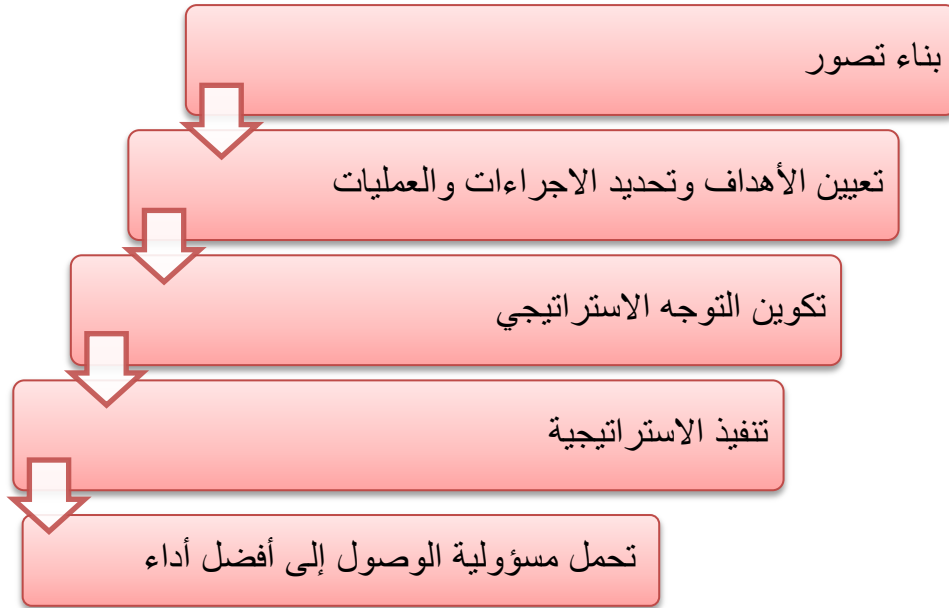 بناء تصور
تعيين الأهداف وتحديد الاجراءات والعمليات
تكوين التوجه الاستراتيجي
تنفيذ الاستراتيجية
تحمل مسؤولية الوصول إلى أفضل أداء